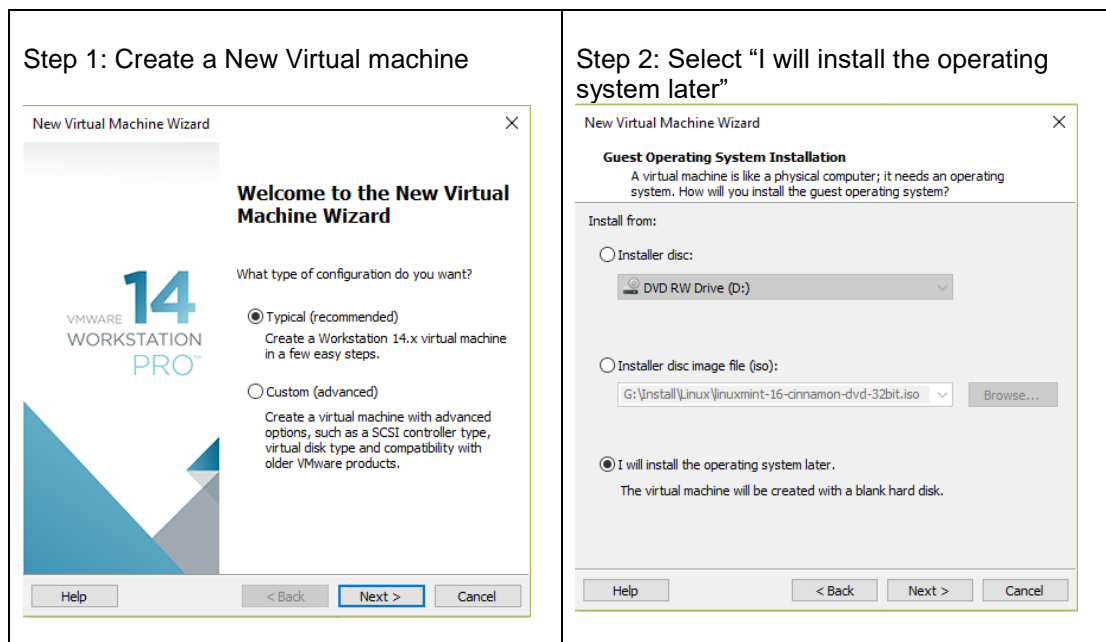 Step 1: Create a New Virtual machine
New Virtual Machine Wizard
Welcome to the New Virtual
Machine Wizard
What type of configuration do you want?
VMWARE 14
WORKSTATION
PRO™
Typical (recommended)
Create a Workstation 14.x virtual machine
in a few easy steps.
Custom (advanced)
Create a virtual machine with advanced
options, such as a SCSI controller type,
virtual disk type and compatibility with
older VMware products.
Help
< Back
Next >
Cancel
Step 2: Select “I will install the operating
system later”
New Virtual Machine Wizard
Guest Operating System Installation
A virtual machine is like a physical computer; it needs an operating
system. How will you install the guest operating system?
Install from:
Installer disc:
DVD RW Drive (D:)
Installer disc image file (iso):
G:\Install\Linux\linuxmint-16-cinnamon-dvd-32bit.iso
Browse...
I will install the operating system later.
The virtual machine will be created with a blank hard disk.
Help
< Back
Next >
Cancel